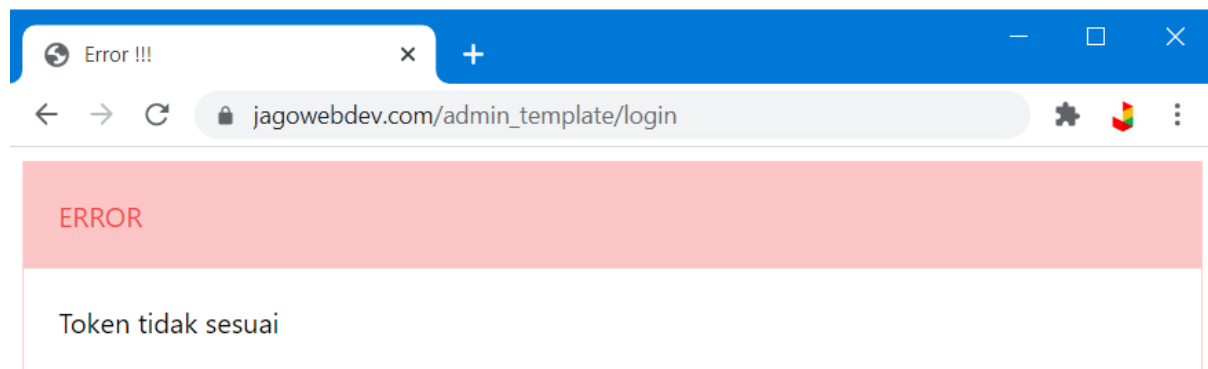 Error !!!
jagowebdev.com/admin_template/login
ERROR
Token tidak sesuai